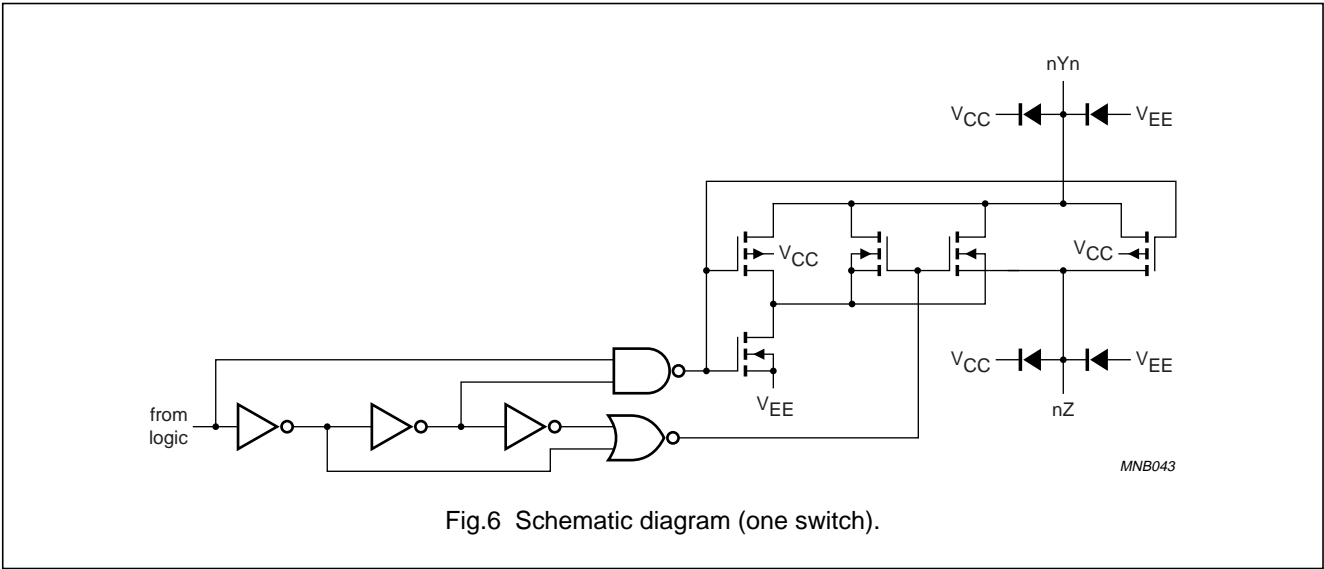 nYn
VCC
VEE
VCC
VCC
VCC
VEE
VEE
nZ
from
logic
MNB043
Fig.6 Schematic diagram (one switch).